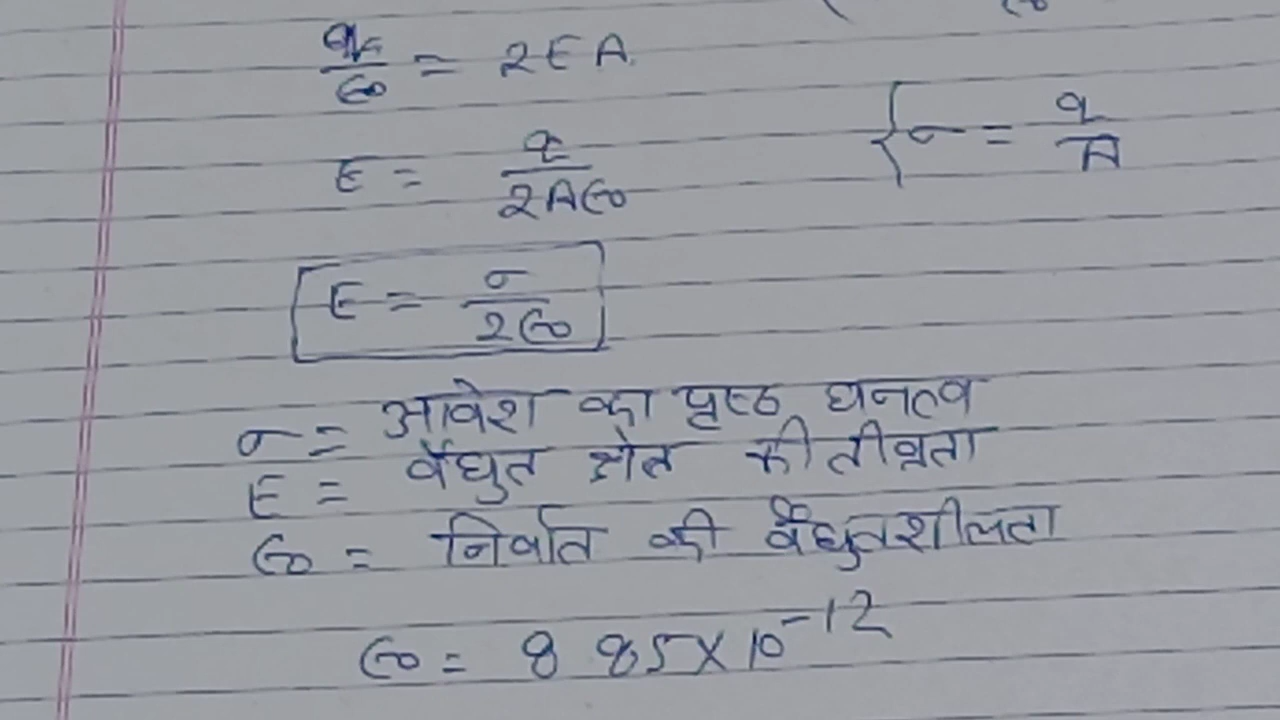 q/ε₀ = 2EA
E = q/2Aε₀ { σ = q/A
E = σ/2ε₀
σ = आवेश का पृष्ठ घनत्व
E = वैद्युत क्षेत्र की तीव्रता
ε₀ = निर्वात की वैद्युतशीलता
ε₀ = 8 85×10⁻¹²